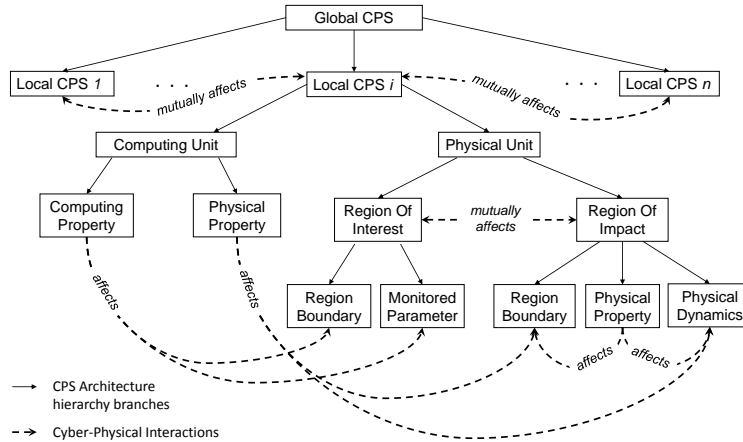 Global CPS
Local CPS 1
. . .
mutually affects
Local CPS i
mutually affects
. . .
Local CPS n
Computing Unit
Physical Unit
Computing
Property
Physical
Property
Region Of
Interest
mutually
affects
Region Of
Impact
affects
affects
Region
Boundary
Monitored
Parameter
Region
Boundary
Physical
Property
Physical
Dynamics
affects
affects
CPS Architecture
hierarchy branches
Cyber-Physical Interactions